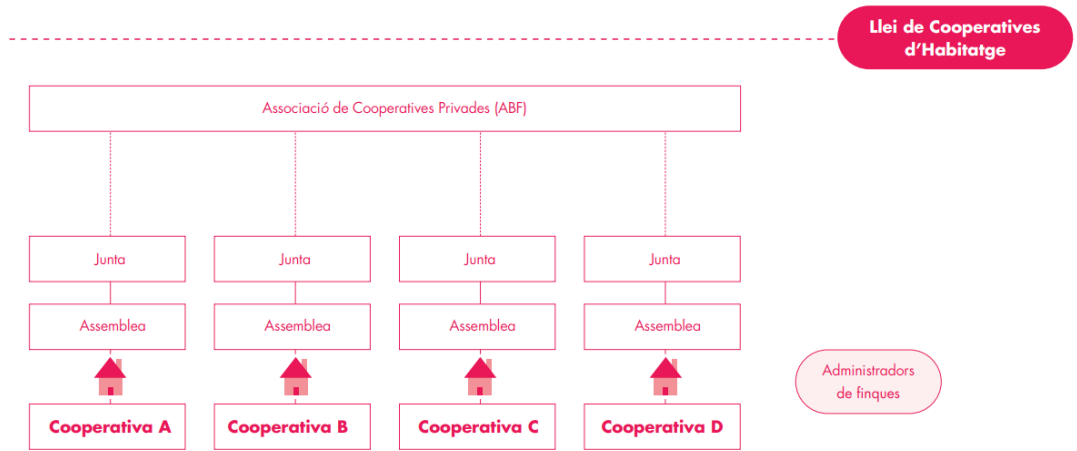 Llei de Cooperatives
d’Habitatge
Associació de Cooperatives Privades (ABF)
Junta
Junta
Junta
Junta
Assemblea
Assemblea
Assemblea
Assemblea
Administradors
de finques
Cooperativa A
Cooperativa B
Cooperativa C
Cooperativa D